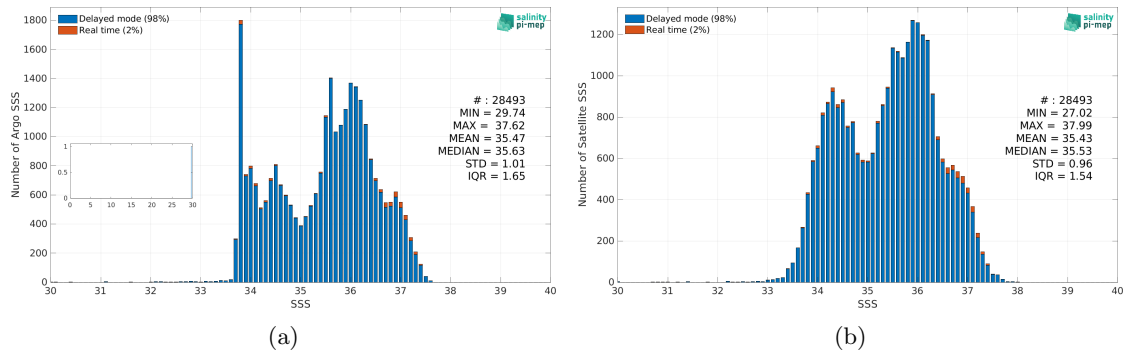 Delayed mode (98%)
Real time (2%)
salinity
pi-mep
1800
1600
1400
1200
1000
800
600
400
200
0
Number of Argo SSS
# : 28493
MIN = 29.74
MAX = 37.62
MEAN = 35.47
MEDIAN = 35.63
STD = 1.01
IQR = 1.65
1
0.5
0
0 5 10 15 20 25 30
30 31 32 33 34 35 36 37 38 39 40
SSS
(a)
Delayed mode (98%)
Real time (2%)
salinity
pi-mep
1200
1000
800
600
400
200
0
Number of Satellite SSS
# : 28493
MIN = 27.02
MAX = 37.99
MEAN = 35.43
MEDIAN = 35.53
STD = 0.96
IQR = 1.54
30 31 32 33 34 35 36 37 38 39 40
SSS
(b)